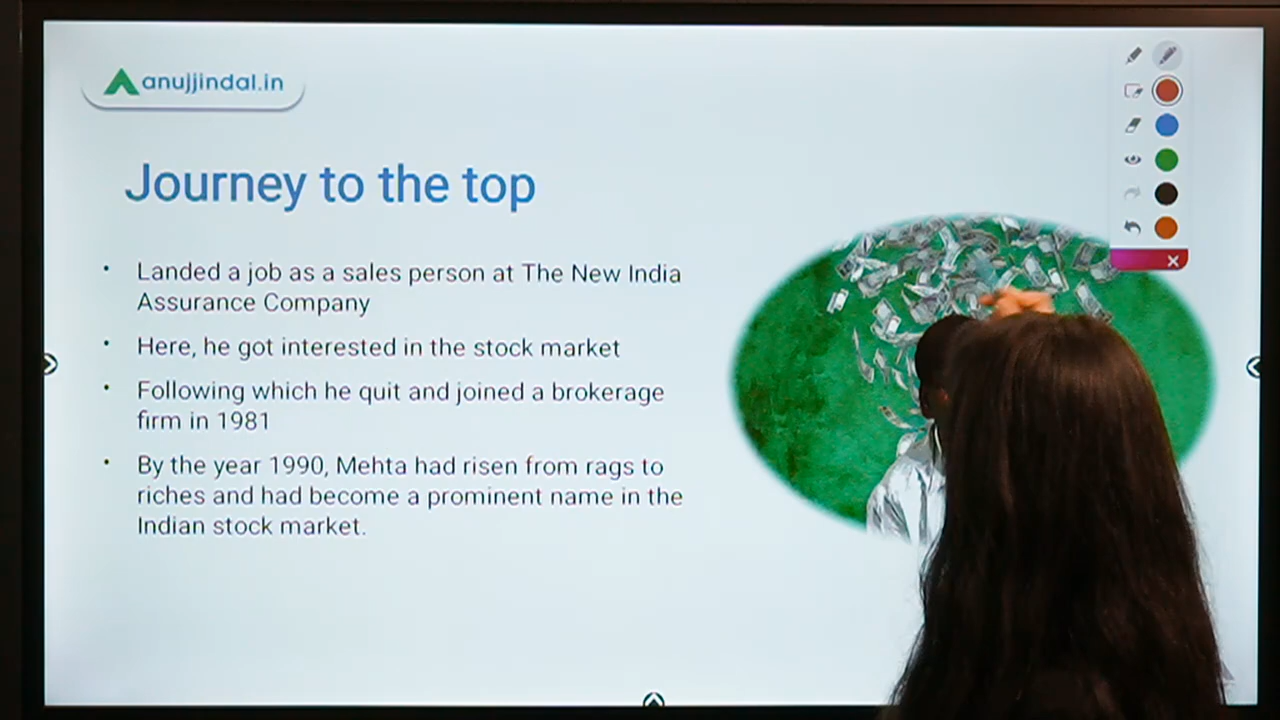 anujjindal.in
Journey to the top
• Landed a job as a sales person at The New India
Assurance Company
• Here, he got interested in the stock market
• Following which he quit and joined a brokerage
firm in 1981
• By the year 1990, Mehta had risen from rags to
riches and had become a prominent name in the
Indian stock market.